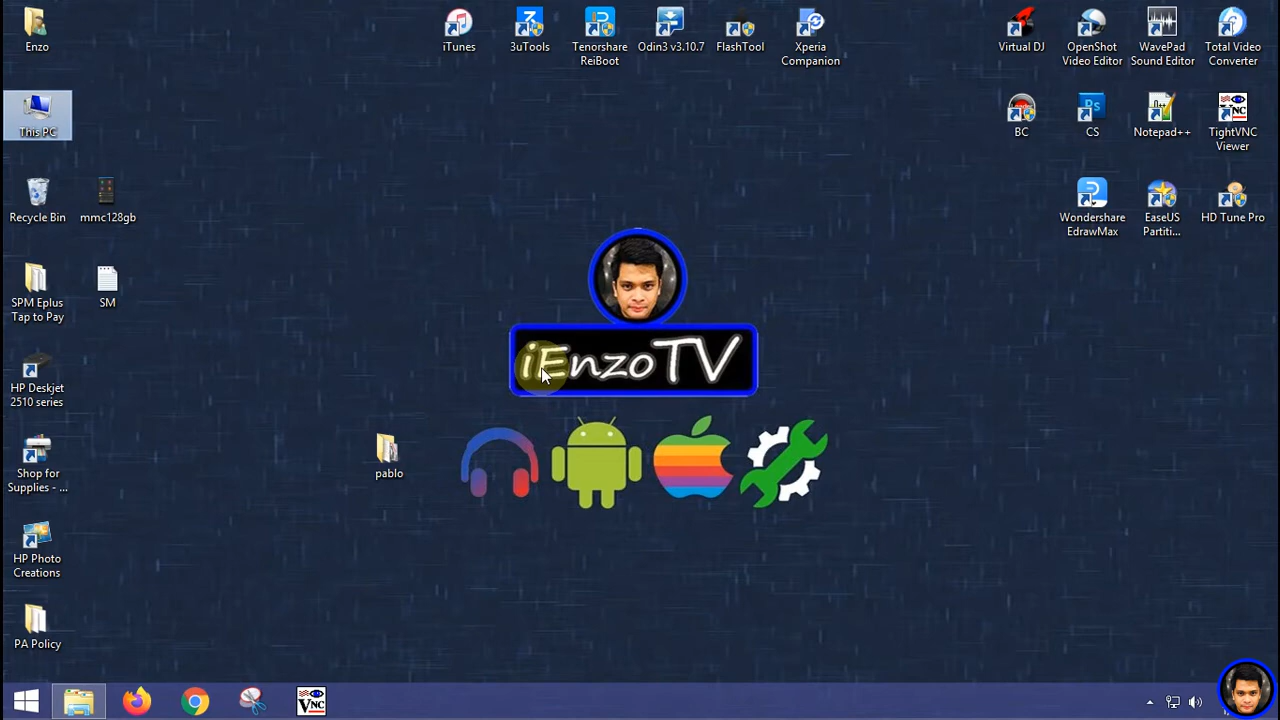 Enzo
iTunes
3uTools
Tenorshare
ReiBoot
Odin3 v3.10.7
FlashTool
Xperia
Companion
Virtual DJ
OpenShot
Video Editor
WavePad
Sound Editor
Total Video
Converter
This PC
BC
Ps
CS
Notepad++
VNC
TightVNC
Viewer
Recycle Bin
mmc128gb
Wondershare
EdrawMax
EaseUS
Partiti...
HD Tune Pro
SPM Eplus
Tap to Pay
SM
iEnzoTV
HP Deskjet
2510 series
pablo
Shop for
Supplies - ...
HP Photo
Creations
PA Policy
VNC